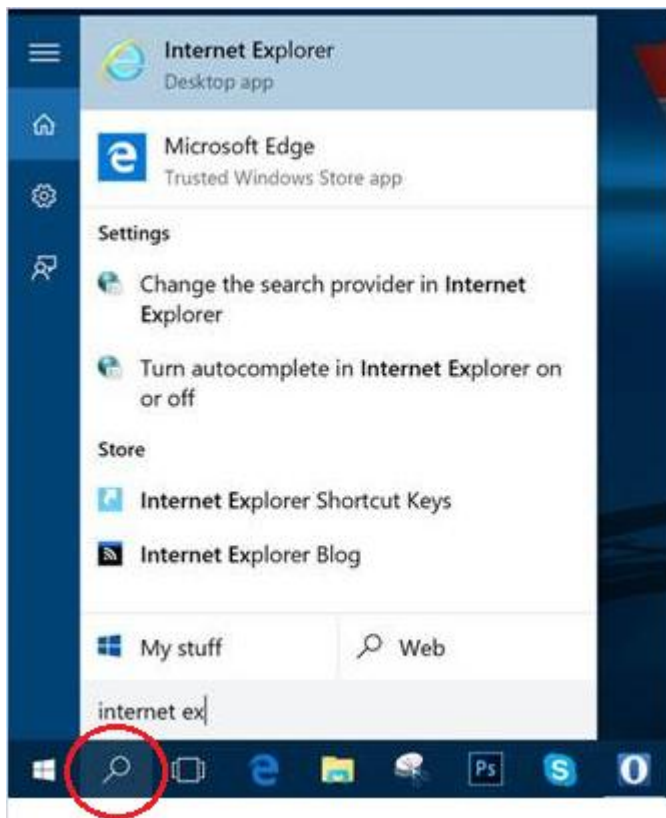 Internet Explorer
Desktop app
Microsoft Edge
Trusted Windows Store app
Settings
Change the search provider in Internet
Explorer
Turn autocomplete in Internet Explorer on
or off
Store
Internet Explorer Shortcut Keys
Internet Explorer Blog
My stuff
Web
internet ex
Ps